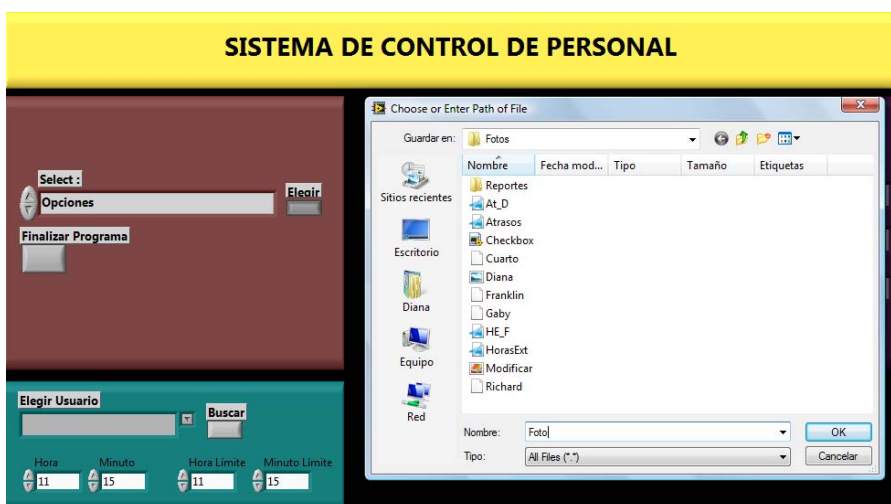 SISTEMA DE CONTROL DE PERSONAL
Select :
Opciones
Elegir
Finalizar Programa
Elegir Usuario
Buscar
Hora Minuto Hora Límite Minuto Límite
11 15 11 15
Choose or Enter Path of File
Guardar en: Fotos
Nombre Fecha mod... Tipo Tamaño Etiquetas
Sitios recientes
Escritorio
Diana
Equipo
Red
Reportes
At_D
Atrasos
Checkbox
Cuarto
Diana
Franklin
Gaby
HE_F
HorasExt
Modificar
Richard
Nombre: Foto OK
Tipo: All Files (*.*) Cancelar